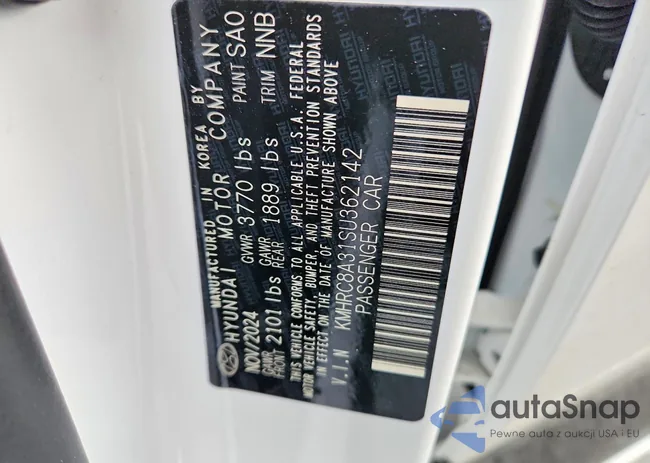 MANUFACTURED IN KOREA BY
HYUNDAI MOTOR COMPANY
NOV/2024 GVWR 3770 lbs PAINT SAO
GAWR FRONT 2101 lbs GAWR REAR 1889 lbs TRIM NNB
THIS VEHICLE CONFORMS TO ALL APPLICABLE U.S.A. FEDERAL
MOTOR VEHICLE SAFETY, BUMPER, AND THEFT PREVENTION STANDARDS
IN EFFECT ON THE DATE OF MANUFACTURE SHOWN ABOVE
V.I.N KMHRC8A31SU362142
PASSENGER CAR
autaSnap
Pewne auto z aukcji USA i EU